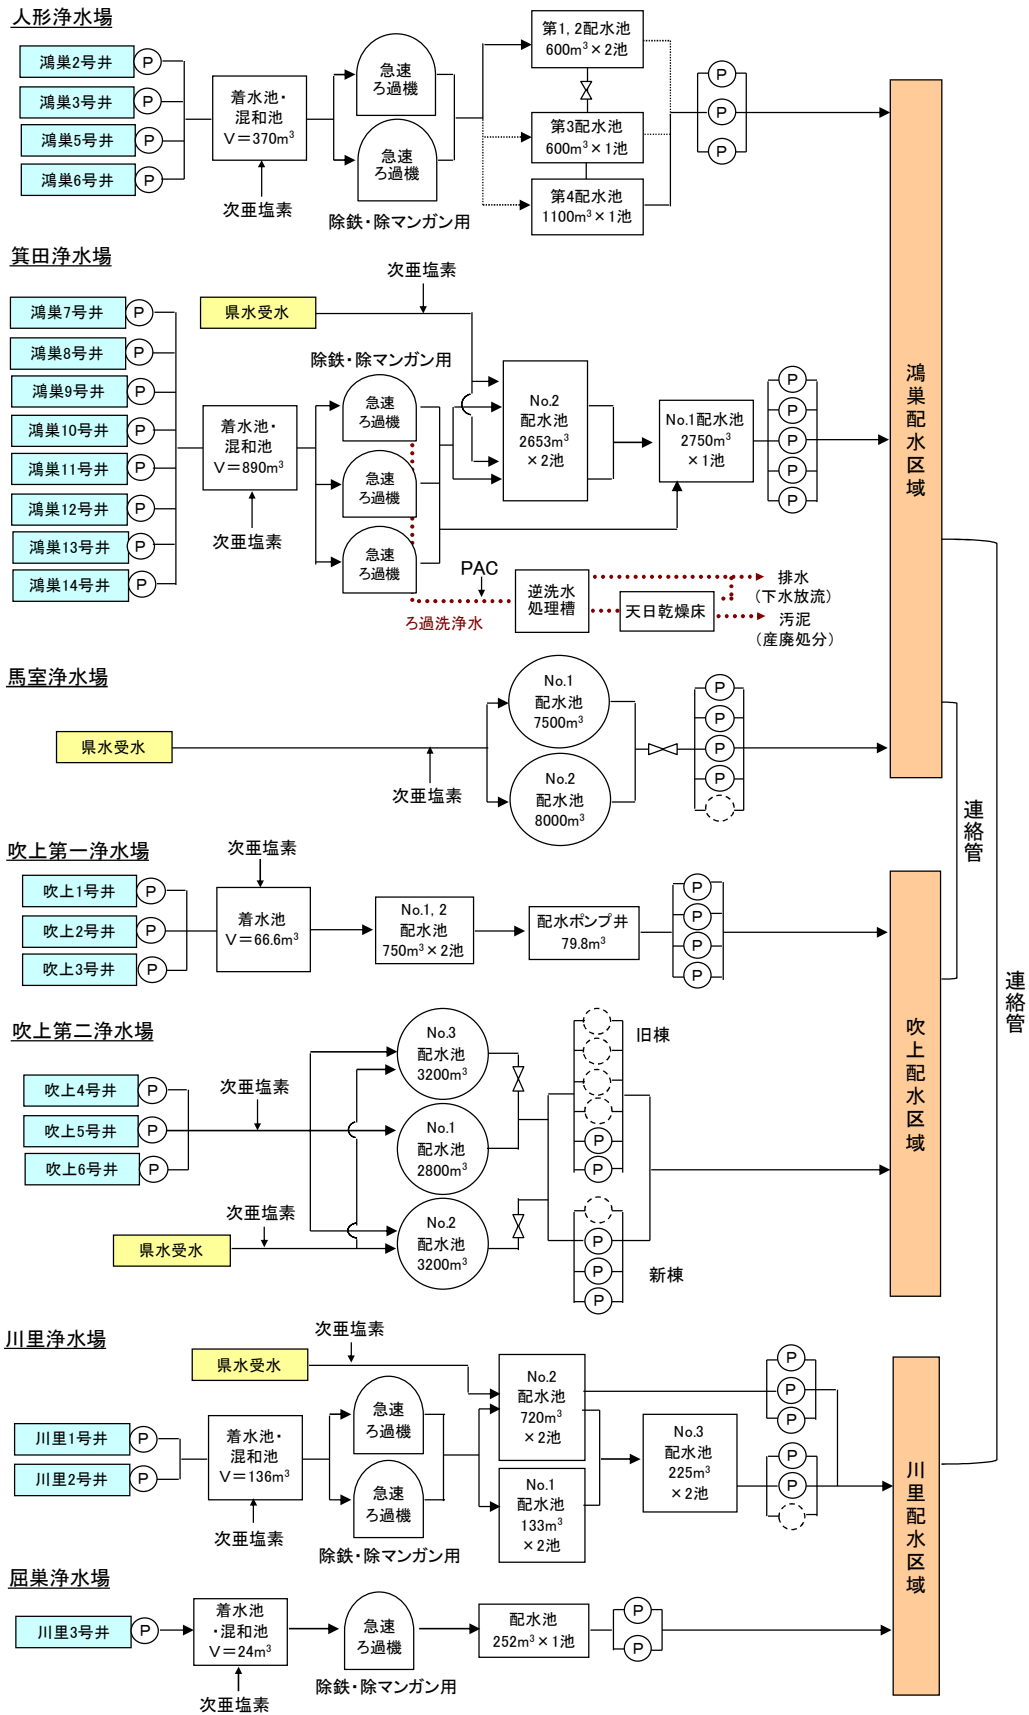 人形浄水場
鴻巣2号井
P
鴻巣3号井
P
鴻巣5号井
P
鴻巣6号井
P
着水池・
混和池
V=370m³
次亜塩素
急速
ろ過機
急速
ろ過機
除鉄・除マンガン用
第1, 2配水池
600m³×2池
第3配水池
600m³×1池
第4配水池
1100m³×1池
P
P
P
鴻巣配水区域
箕田浄水場
鴻巣7号井
P
鴻巣8号井
P
鴻巣9号井
P
鴻巣10号井
P
鴻巣11号井
P
鴻巣12号井
P
鴻巣13号井
P
鴻巣14号井
P
県水受水
次亜塩素
着水池・
混和池
V=890m³
次亜塩素
除鉄・除マンガン用
急速
ろ過機
急速
ろ過機
急速
ろ過機
No.2
配水池
2653m³
×2池
No.1配水池
2750m³
×1池
P
P
P
P
P
PAC
ろ過洗浄水
逆洗水
処理槽
天日乾燥床
排水
（下水放流）
汚泥
（産廃処分）
馬室浄水場
県水受水
次亜塩素
No.1
配水池
7500m³
No.2
配水池
8000m³
P
P
P
P
連絡管
連絡管
吹上第一浄水場
吹上1号井
P
吹上2号井
P
吹上3号井
P
次亜塩素
着水池
V=66.6m³
No.1, 2
配水池
750m³×2池
配水ポンプ井
79.8m³
P
P
P
P
吹上配水区域
吹上第二浄水場
吹上4号井
P
吹上5号井
P
吹上6号井
P
次亜塩素
県水受水
次亜塩素
No.3
配水池
3200m³
No.1
配水池
2800m³
No.2
配水池
3200m³
旧棟
P
P
新棟
P
P
P
川里浄水場
県水受水
次亜塩素
川里1号井
P
川里2号井
P
着水池・
混和池
V=136m³
次亜塩素
急速
ろ過機
急速
ろ過機
除鉄・除マンガン用
No.2
配水池
720m³
×2池
No.1
配水池
133m³
×2池
No.3
配水池
225m³
×2池
P
P
P
P
P
川里配水区域
屈巣浄水場
川里3号井
P
着水池
・混和池
V=24m³
次亜塩素
急速
ろ過機
除鉄・除マンガン用
配水池
252m³×1池
P
P